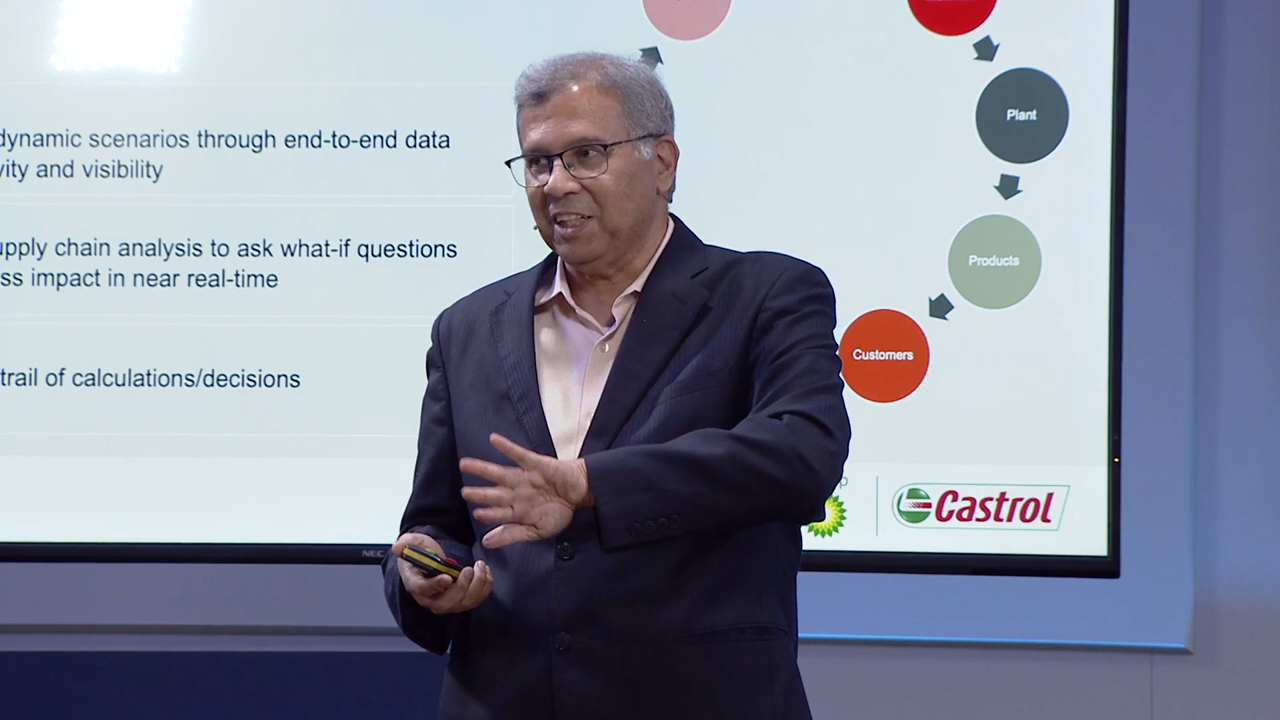 dynamic scenarios through end-to-end data
vity and visibility
upply chain analysis to ask what-if questions
ss impact in near real-time
trail of calculations/decisions
Plant
Products
Customers
Castrol
NEC